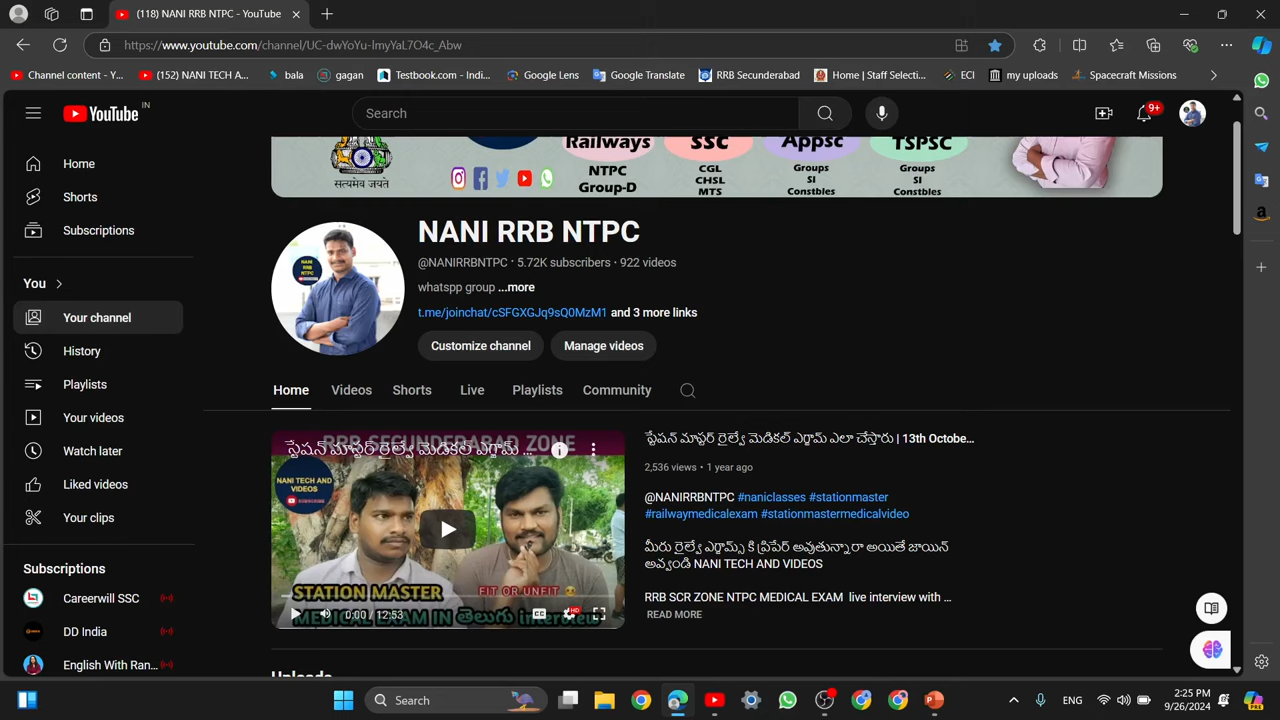 (118) NANI RRB NTPC - YouTube
https://www.youtube.com/channel/UC-dwYoYu-lmyYaL7O4c_Abw
Channel content - Y...
(152) NANI TECH A...
bala
gagan
Testbook.com - Indi...
Google Lens
Google Translate
RRB Secunderabad
Home | Staff Selecti...
ECI
my uploads
Spacecraft Missions
YouTube IN
Search
9+
Home
Shorts
Subscriptions
You
Your channel
History
Playlists
Your videos
Watch later
Liked videos
Your clips
Subscriptions
Careerwill SSC
DD India
English With Ran...
सत्यमेव जयते
Railways
NTPC
Group-D
SSC
CGL
CHSL
MTS
Appsc
Groups
SI
Constbles
TSPSC
Groups
SI
Constbles
NANI RRB NTPC
@NANIRRBNTPC · 5.72K subscribers · 922 videos
whatspp group ...more
t.me/joinchat/cSFGXGJq9sQ0MzM1 and 3 more links
Customize channel
Manage videos
Home
Videos
Shorts
Live
Playlists
Community
RRB SECUNDERABAD ZONE
స్టేషన్ మాస్టర్ రైల్వే మెడికల్ ఎగ్జామ్ ...
NANI TECH AND
VIDEOS
STATION MASTER
FIT OR UNFIT
MEDICAL EXAM IN తెలుగు
0:00 / 12:53
CC
HD
స్టేషన్ మాస్టర్ రైల్వే మెడికల్ ఎగ్జామ్ ఎలా చేస్తారు | 13th Octobe...
2,536 views • 1 year ago
@NANIRRBNTPC #naniclasses #stationmaster
#railwaymedicalexam #stationmastermedicalvideo
మీరు రైల్వే ఎగ్జామ్స్ కి ప్రిపేర్ అవుతున్నారా అయితే జాయిన్
అవ్వండి NANI TECH AND VIDEOS
RRB SCR ZONE NTPC MEDICAL EXAM live interview with ...
READ MORE
Uploads
Search
ENG
2:25 PM
9/26/2024